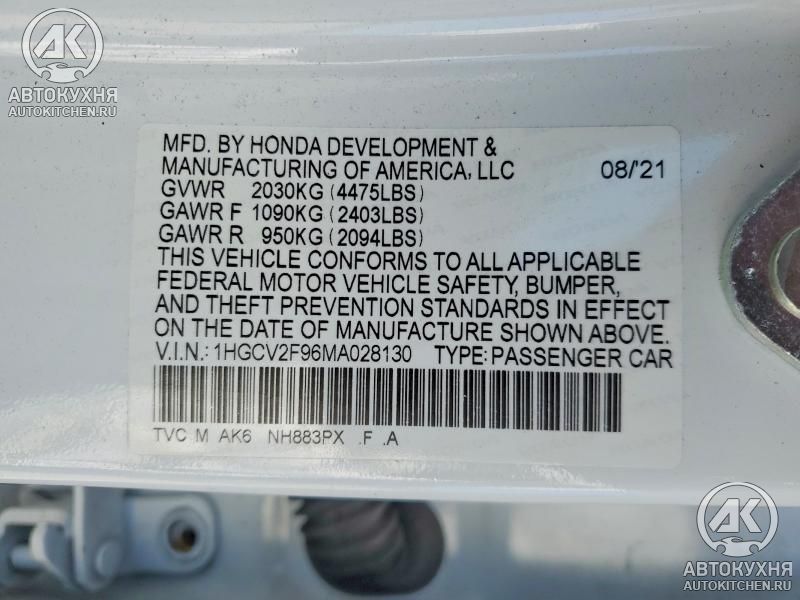 AK
АВТОКУХНЯ
AUTOKITCHEN.RU
MFD. BY HONDA DEVELOPMENT &
MANUFACTURING OF AMERICA, LLC 08/'21
GVWR 2030KG (4475LBS)
GAWR F 1090KG (2403LBS)
GAWR R 950KG (2094LBS)
THIS VEHICLE CONFORMS TO ALL APPLICABLE
FEDERAL MOTOR VEHICLE SAFETY, BUMPER,
AND THEFT PREVENTION STANDARDS IN EFFECT
ON THE DATE OF MANUFACTURE SHOWN ABOVE.
V.I.N.: 1HGCV2F96MA028130 TYPE: PASSENGER CAR
TVC M AK6 NH883PX .F .A
AK
АВТОКУХНЯ
AUTOKITCHEN.RU